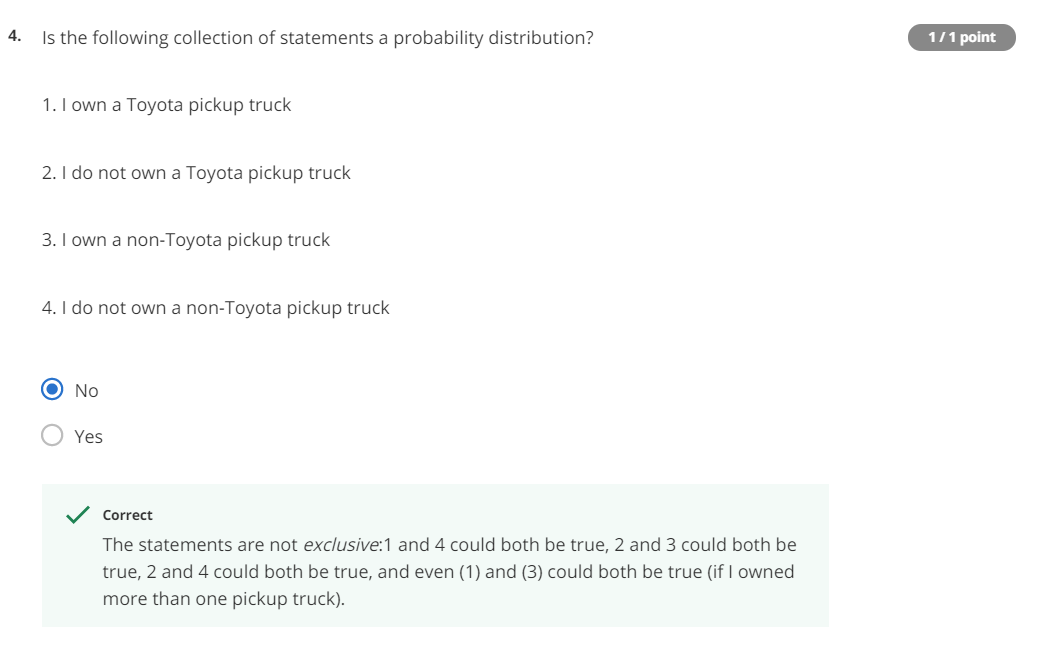 4. Is the following collection of statements a probability distribution?
1 / 1 point
1. I own a Toyota pickup truck
2. I do not own a Toyota pickup truck
3. I own a non-Toyota pickup truck
4. I do not own a non-Toyota pickup truck
No
Yes
Correct
The statements are not exclusive:1 and 4 could both be true, 2 and 3 could both be
true, 2 and 4 could both be true, and even (1) and (3) could both be true (if I owned
more than one pickup truck).